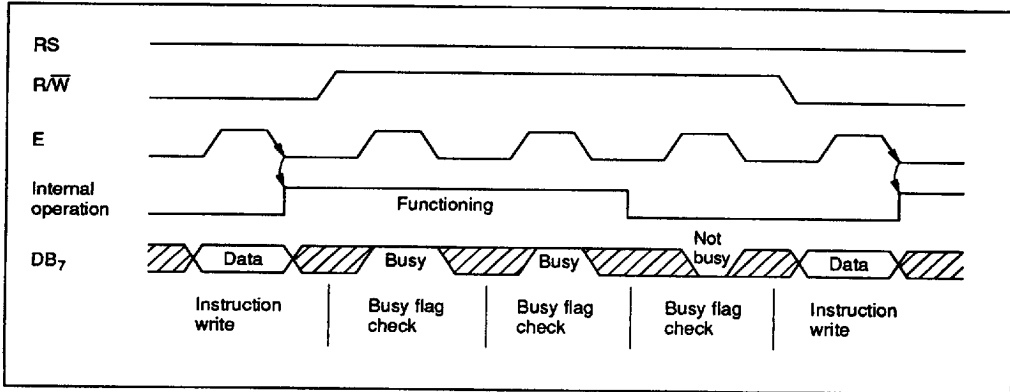 RS
R/W̅
E
Internal
operation
Functioning
DB₇
Data
Busy
Busy
Not
busy
Data
Instruction
write
Busy flag
check
Busy flag
check
Busy flag
check
Instruction
write